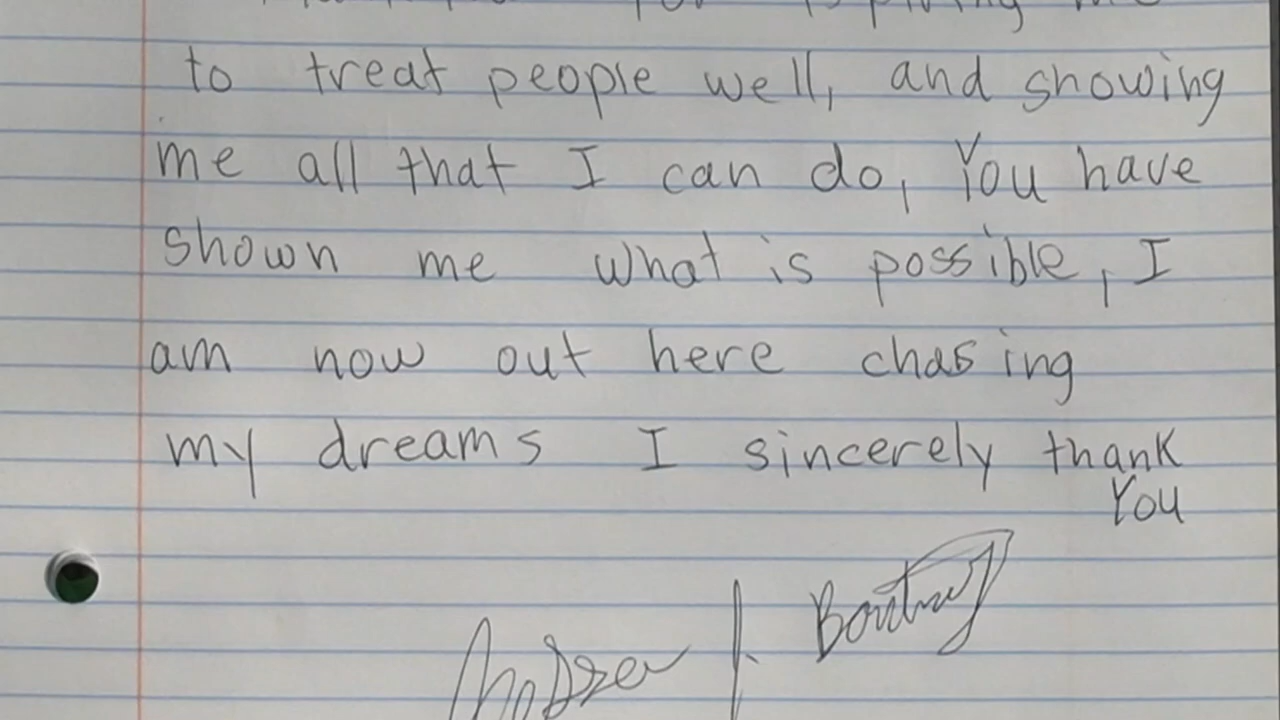 to treat people well, and showing
me all that I can do, You have
shown me what is possible, I
am now out here chasing
my dreams I sincerely thank
You
Andrew J.